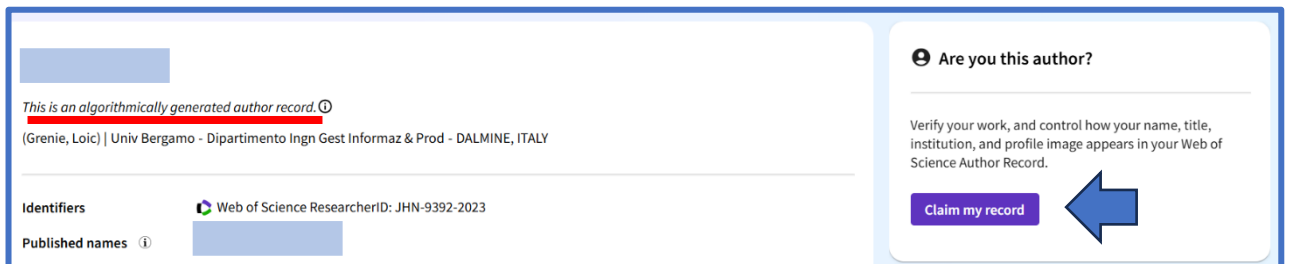 This is an algorithmically generated author record.
(Grenie, Loic) | Univ Bergamo - Dipartimento Ingn Gest Informaz & Prod - DALMINE, ITALY
Identifiers Web of Science ResearcherID: JHN-9392-2023
Published names
Are you this author?
Verify your work, and control how your name, title,
institution, and profile image appears in your Web of
Science Author Record.
Claim my record